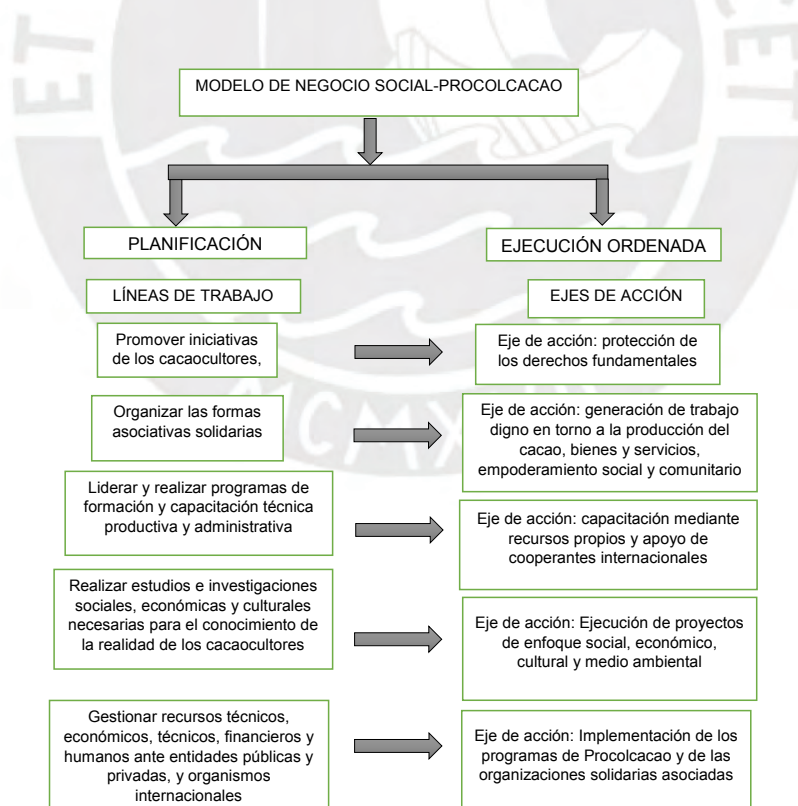 MODELO DE NEGOCIO SOCIAL-PROCOLCACAO
PLANIFICACIÓN
EJECUCIÓN ORDENADA
LÍNEAS DE TRABAJO
EJES DE ACCIÓN
Promover iniciativas
de los cacaocultores,
Eje de acción: protección de
los derechos fundamentales
Organizar las formas
asociativas solidarias
Eje de acción: generación de trabajo
digno en torno a la producción del
cacao, bienes y servicios,
empoderamiento social y comunitario
Liderar y realizar programas de
formación y capacitación técnica
productiva y administrativa
Eje de acción: capacitación mediante
recursos propios y apoyo de
cooperantes internacionales
Realizar estudios e investigaciones
sociales, económicas y culturales
necesarias para el conocimiento de
la realidad de los cacaocultores
Eje de acción: Ejecución de proyectos
de enfoque social, económico,
cultural y medio ambiental
Gestionar recursos técnicos,
económicos, técnicos, financieros y
humanos ante entidades públicas y
privadas, y organismos
internacionales
Eje de acción: Implementación de los
programas de Procolcacao y de las
organizaciones solidarias asociadas